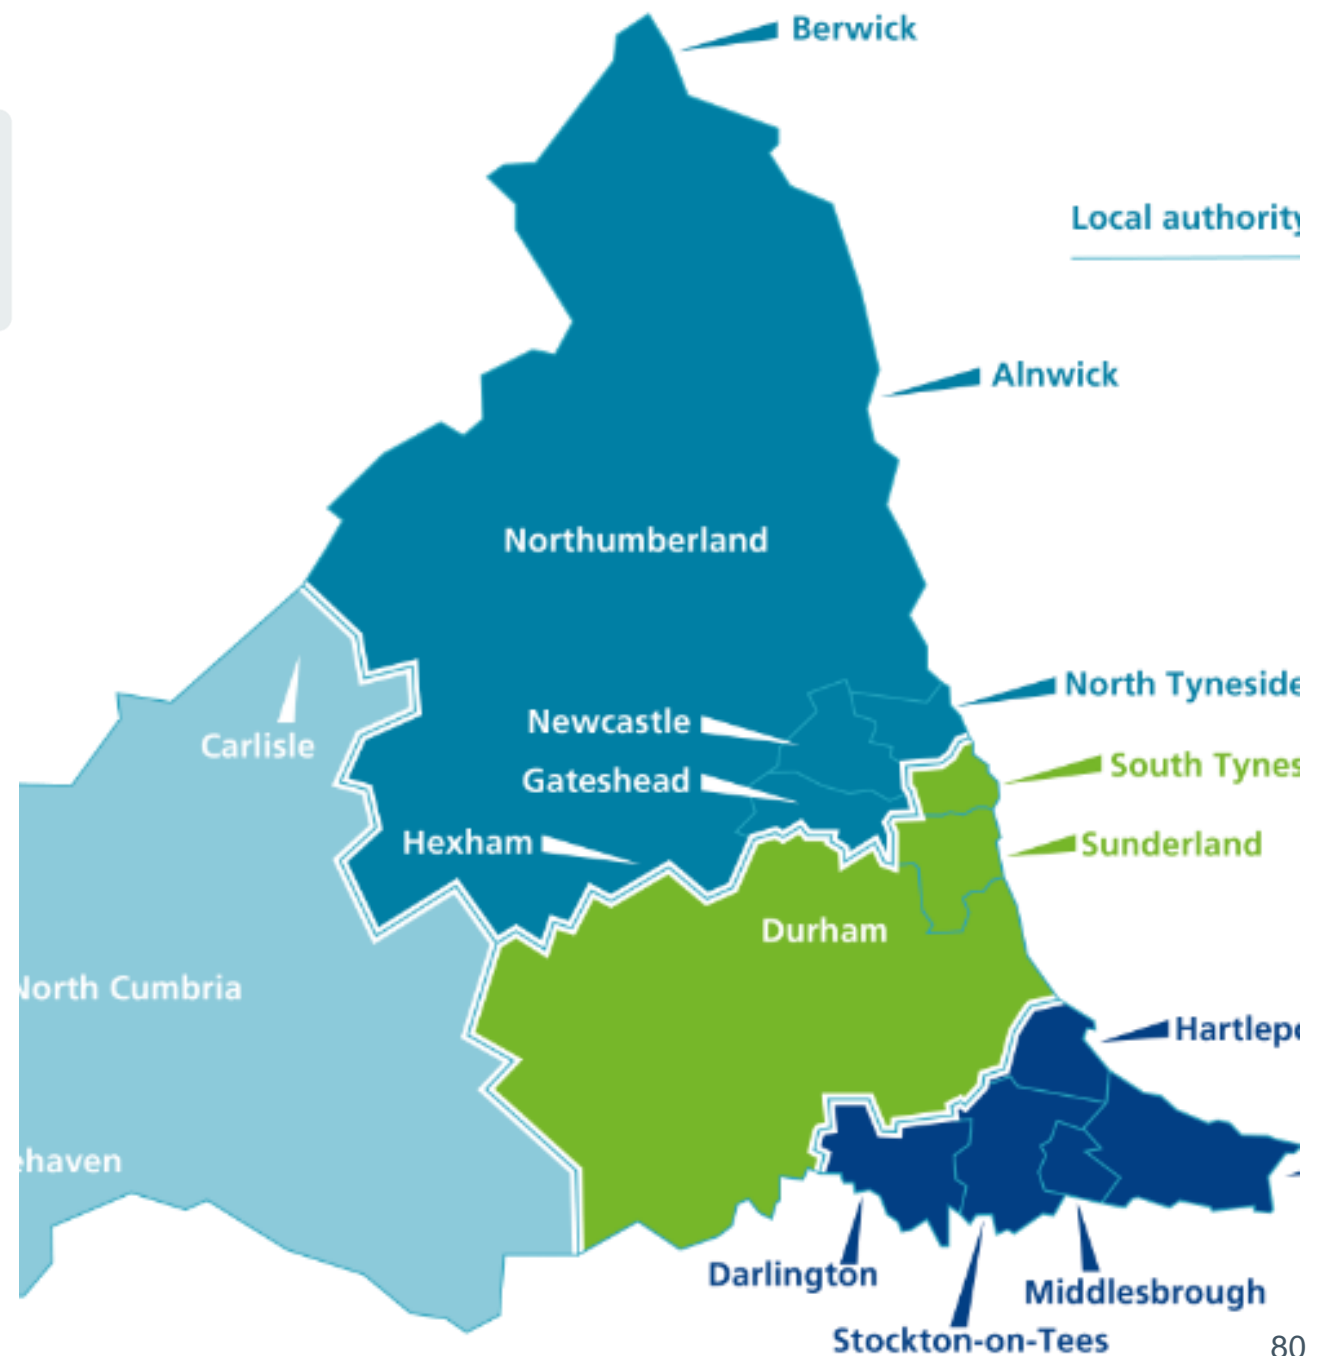 Berwick
Local authority
Alnwick
Northumberland
North Tyneside
Newcastle
Carlisle
South Tynes
Gateshead
Hexham
Sunderland
Durham
North Cumbria
Hartlep
ehaven
Darlington
Middlesbrough
Stockton-on-Tees
80